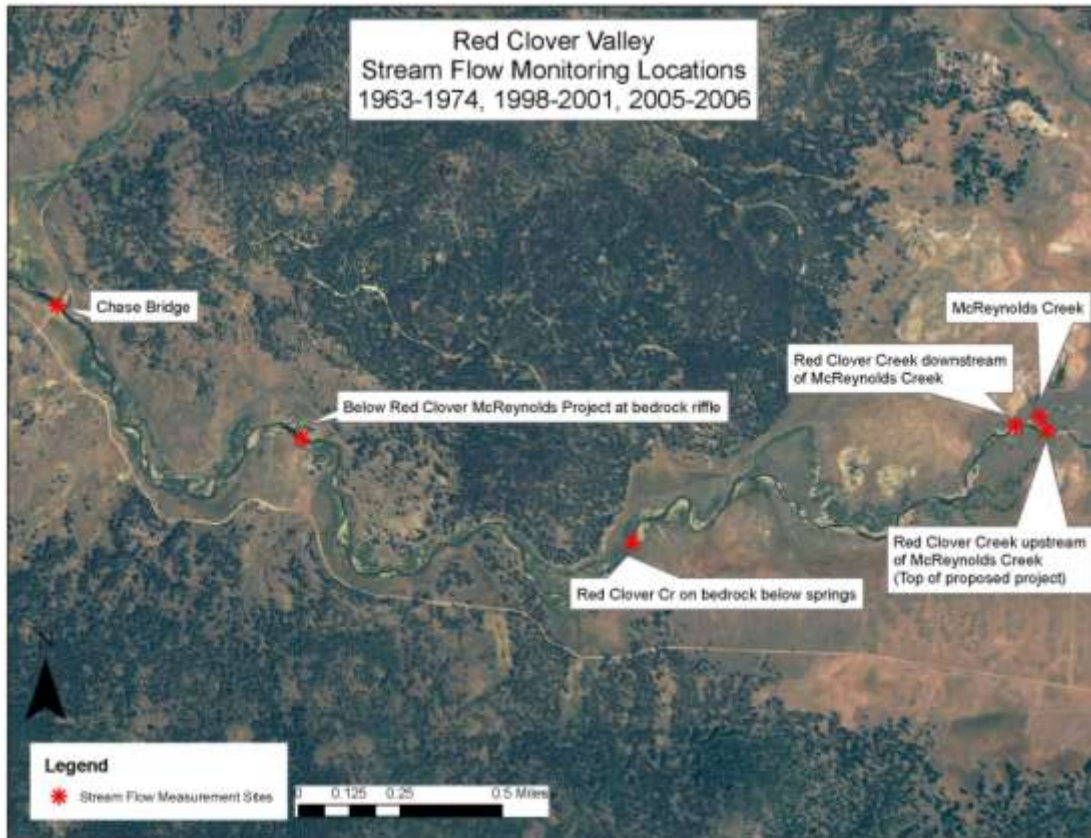 Red Clover Valley
Stream Flow Monitoring Locations
1963-1974, 1998-2001, 2005-2006
Chase Bridge
McReynolds Creek
Red Clover Creek downstream
of McReynolds Creek
Below Red Clover McReynolds Project at bedrock riffle
Red Clover Creek upstream
of McReynolds Creek
(Top of proposed project)
Red Clover Cr on bedrock below springs
N
Legend
Stream Flow Measurement Sites
0 0.125 0.25 0.5 Miles